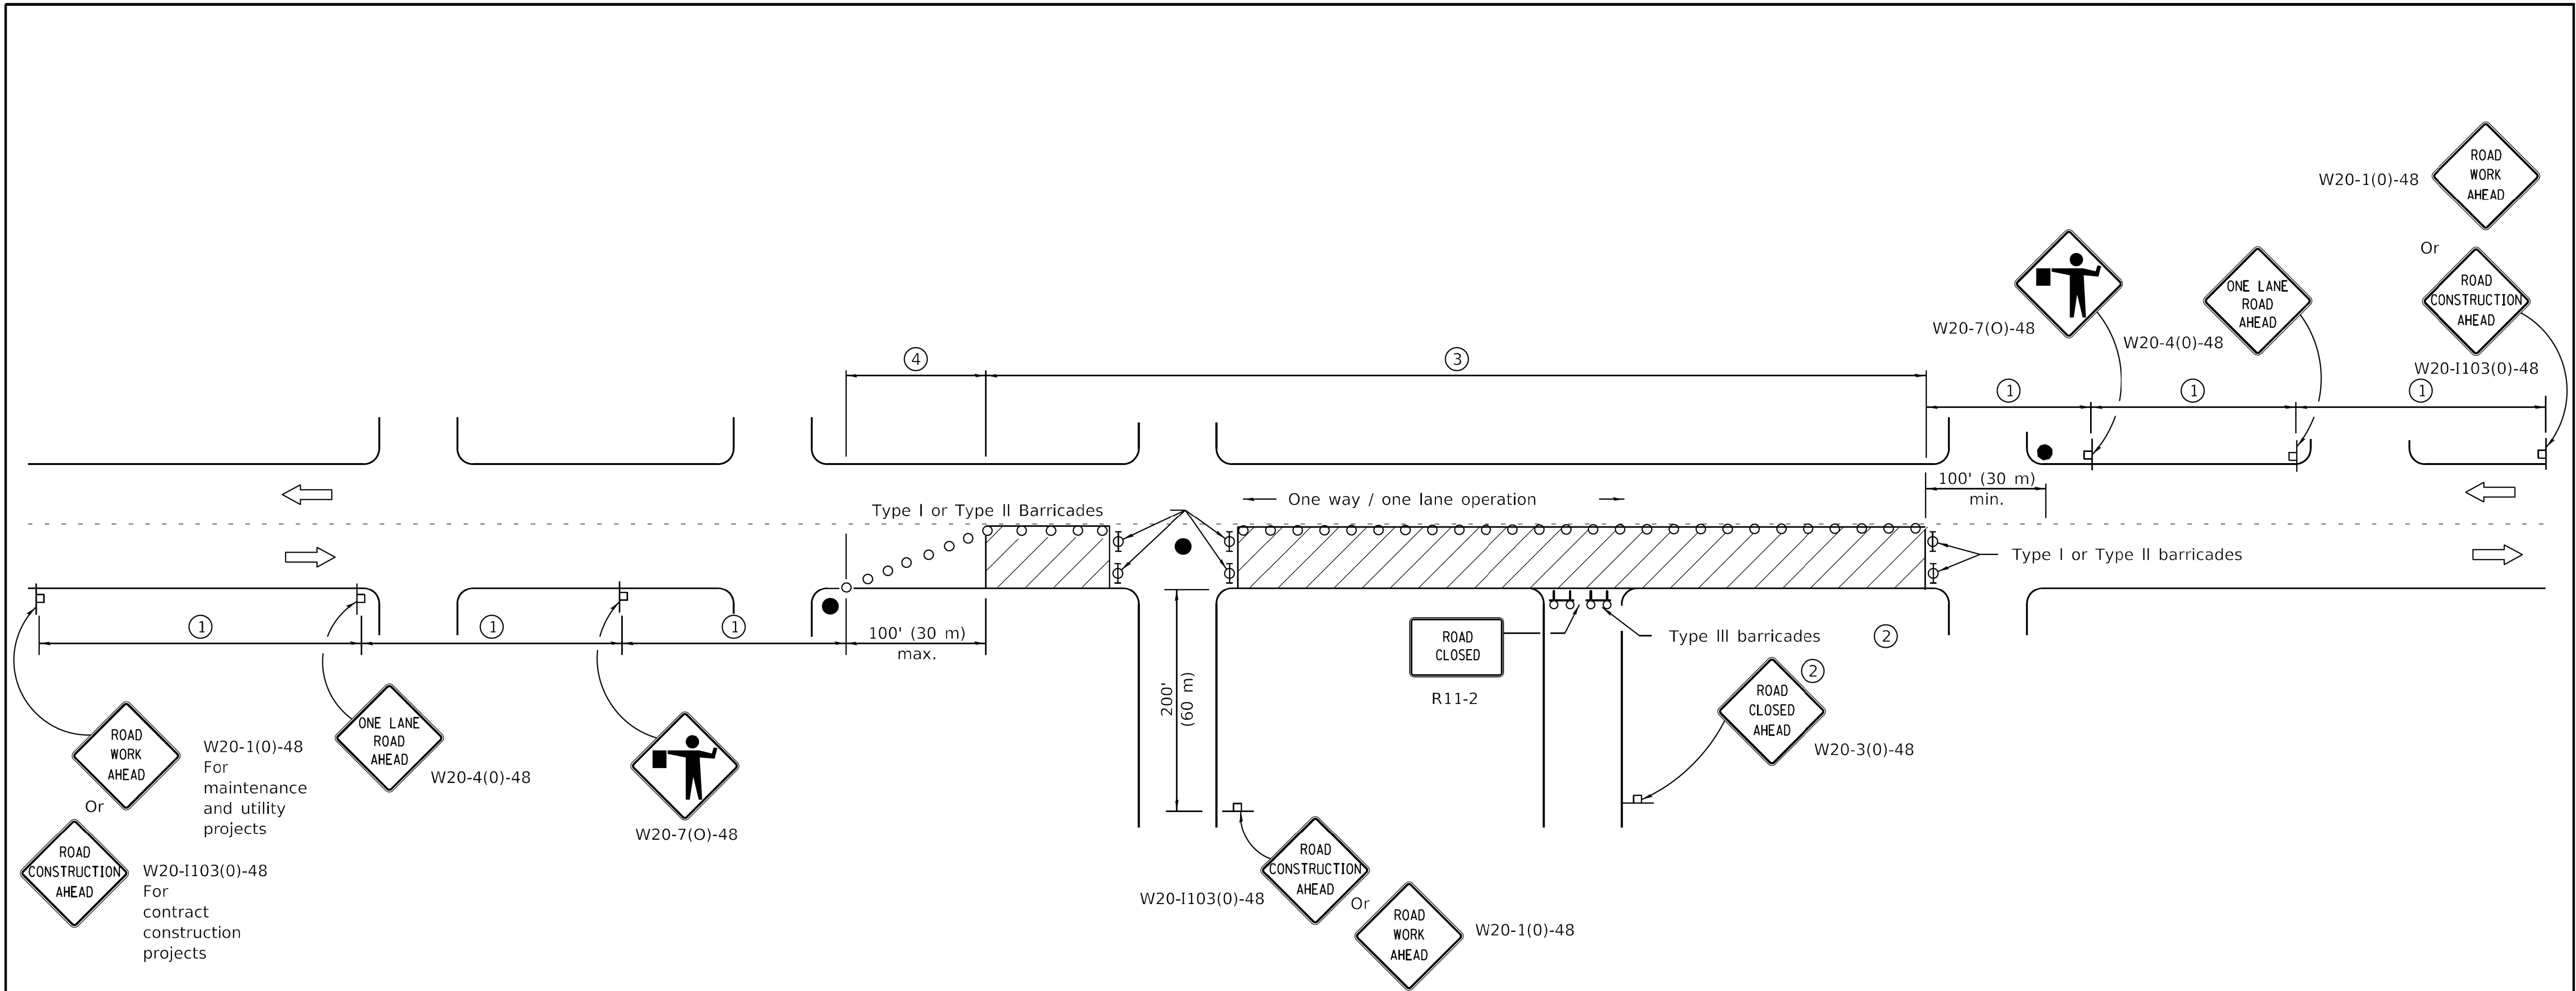 ROAD
WORK
AHEAD
W20-1(0)-48
Or
ROAD
CONSTRUCTION
AHEAD
W20-I103(0)-48
W20-7(O)-48
ONE LANE
ROAD
AHEAD
W20-4(0)-48
4
3
1
1
1
100' (30 m)
min.
One way / one lane operation
Type I or Type II Barricades
Type I or Type II barricades
1
1
1
100' (30 m)
max.
200'
(60 m)
ROAD
CLOSED
R11-2
Type III barricades
2
2
ROAD
CLOSED
AHEAD
W20-3(0)-48
ROAD
WORK
AHEAD
W20-1(0)-48
For
maintenance
and utility
projects
Or
ROAD
CONSTRUCTION
AHEAD
W20-I103(0)-48
For
contract
construction
projects
ONE LANE
ROAD
AHEAD
W20-4(0)-48
W20-7(O)-48
ROAD
CONSTRUCTION
AHEAD
W20-I103(0)-48
Or
ROAD
WORK
AHEAD
W20-1(0)-48